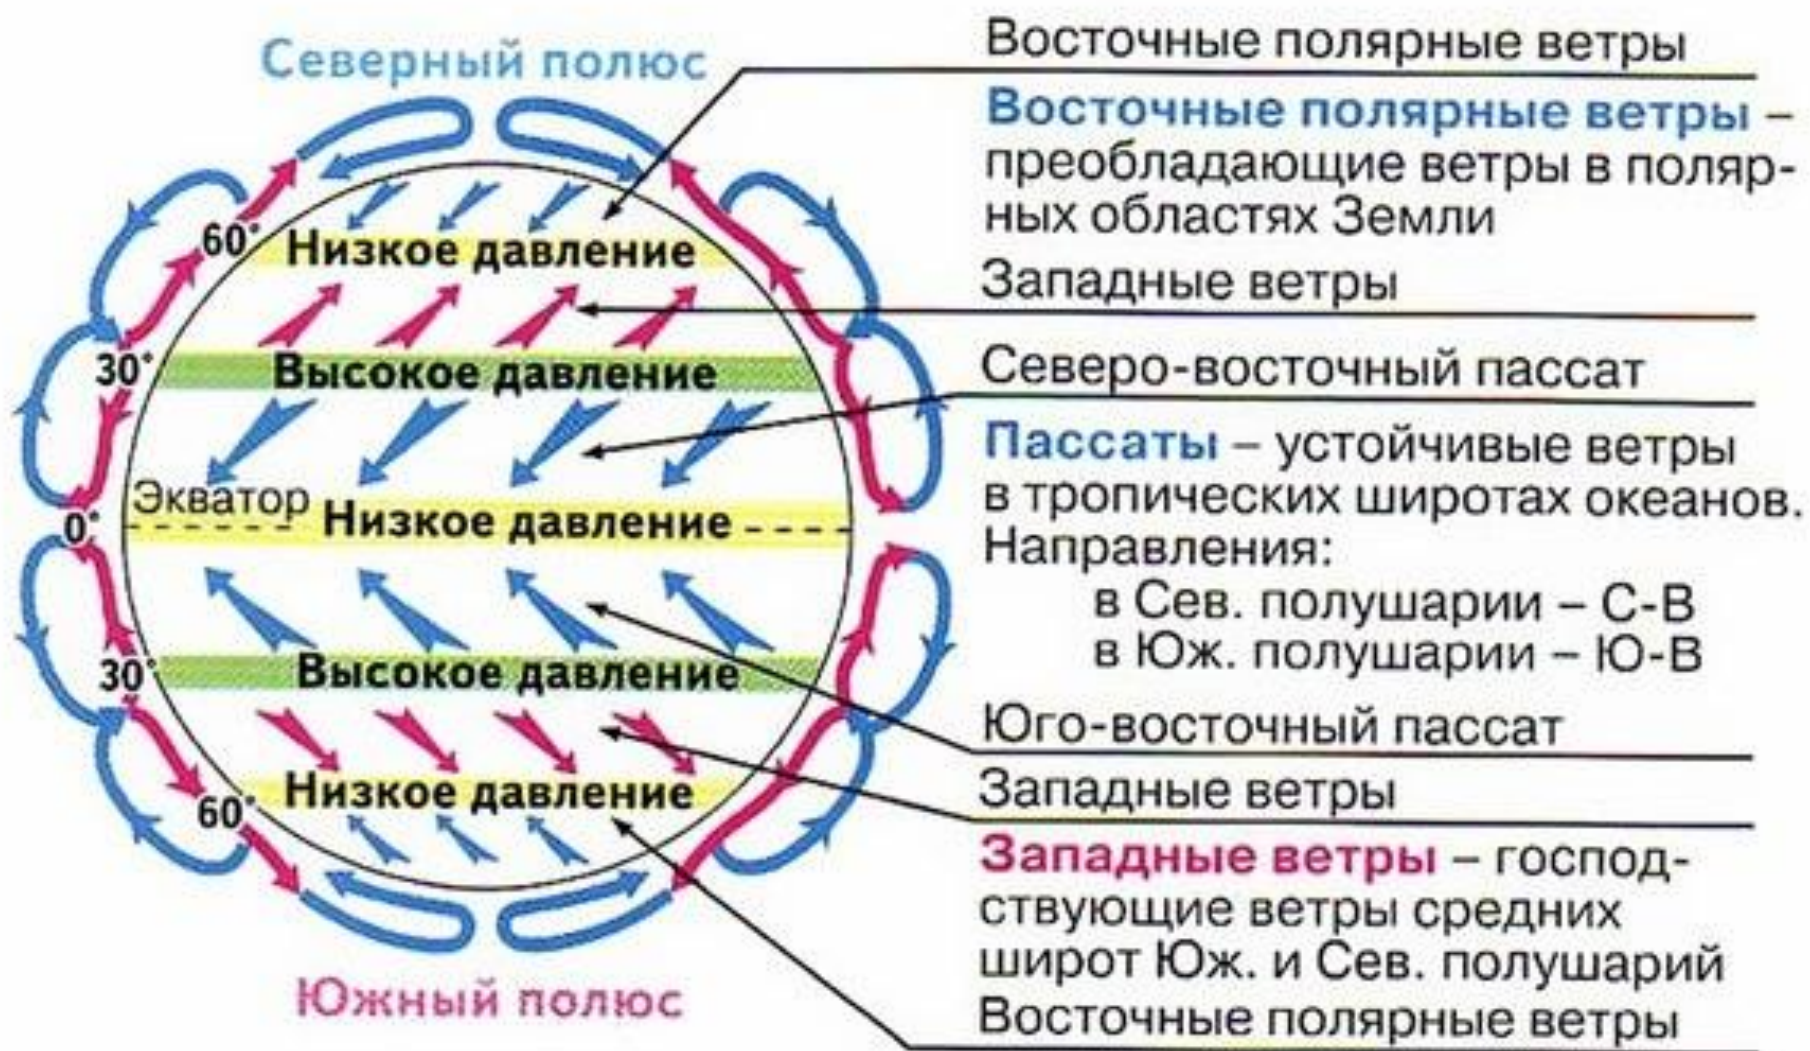 Северный полюс
60°
Низкое давление
30°
Высокое давление
Экватор
0°
Низкое давление
30°
Высокое давление
60°
Низкое давление
Южный полюс
Восточные полярные ветры
Восточные полярные ветры –
преобладающие ветры в поляр-
ных областях Земли
Западные ветры
Северо-восточный пассат
Пассаты – устойчивые ветры
в тропических широтах океанов.
Направления:
в Сев. полушарии – С-В
в Юж. полушарии – Ю-В
Юго-восточный пассат
Западные ветры
Западные ветры – господ-
ствующие ветры средних
широт Юж. и Сев. полушарий
Восточные полярные ветры